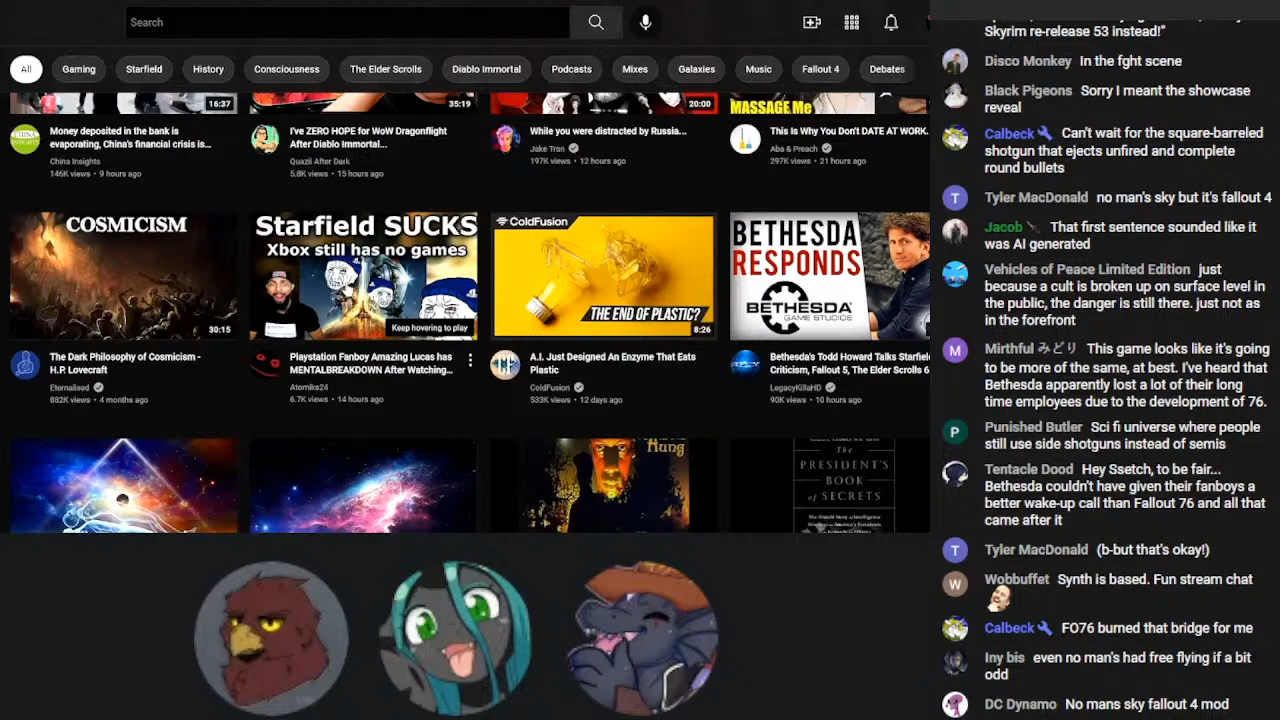 Search
All
Gaming
Starfield
History
Consciousness
The Elder Scrolls
Diablo Immortal
Podcasts
Mixes
Galaxies
Music
Fallout 4
Debates
16:37
35:19
20:00
MASSAGE Me
Money deposited in the bank is
evaporating, China's financial crisis is...
China Insights
146K views • 9 hours ago
I've ZERO HOPE for WoW Dragonflight
After Diablo Immortal...
Quazii After Dark
5.8K views • 15 hours ago
While you were distracted by Russia...
Jake Tran
197K views • 12 hours ago
This Is Why You Don't DATE AT WORK.
Aba & Preach
297K views • 21 hours ago
COSMICISM
30:15
Starfield SUCKS
Xbox still has no games
Keep hovering to play
ColdFusion
THE END OF PLASTIC?
8:26
BETHESDA
RESPONDS
BETHESDA
GAME STUDIOS
The Dark Philosophy of Cosmicism -
H.P. Lovecraft
Eternalised
882K views • 4 months ago
Playstation Fanboy Amazing Lucas has
MENTALBREAKDOWN After Watching...
Atomiks24
6.7K views • 14 hours ago
A.I. Just Designed An Enzyme That Eats
Plastic
ColdFusion
533K views • 12 days ago
Bethesda's Todd Howard Talks Starfie
Criticism, Fallout 5, The Elder Scrolls 6
LegacyKillaHD
90K views • 10 hours ago
Hung
The
PRESIDENT'S
BOOK
of SECRETS
Skyrim re-release 53 instead!"
Disco Monkey In the fght scene
Black Pigeons Sorry I meant the showcase
reveal
Calbeck Can't wait for the square-barreled
shotgun that ejects unfired and complete
round bullets
T Tyler MacDonald no man's sky but it's fallout 4
Jacob That first sentence sounded like it
was AI generated
Vehicles of Peace Limited Edition just
because a cult is broken up on surface level in
the public, the danger is still there. just not as
in the forefront
M Mirthful みどり This game looks like it's going
to be more of the same, at best. I've heard that
Bethesda apparently lost a lot of their long
time employees due to the development of 76.
P Punished Butler Sci fi universe where people
still use side shotguns instead of semis
Tentacle Dood Hey Ssetch, to be fair...
Bethesda couldn't have given their fanboys a
better wake-up call than Fallout 76 and all that
came after it
T Tyler MacDonald (b-but that's okay!)
W Wobbuffet Synth is based. Fun stream chat
Calbeck FO76 burned that bridge for me
Iny bis even no man's had free flying if a bit
odd
DC Dynamo No mans sky fallout 4 mod